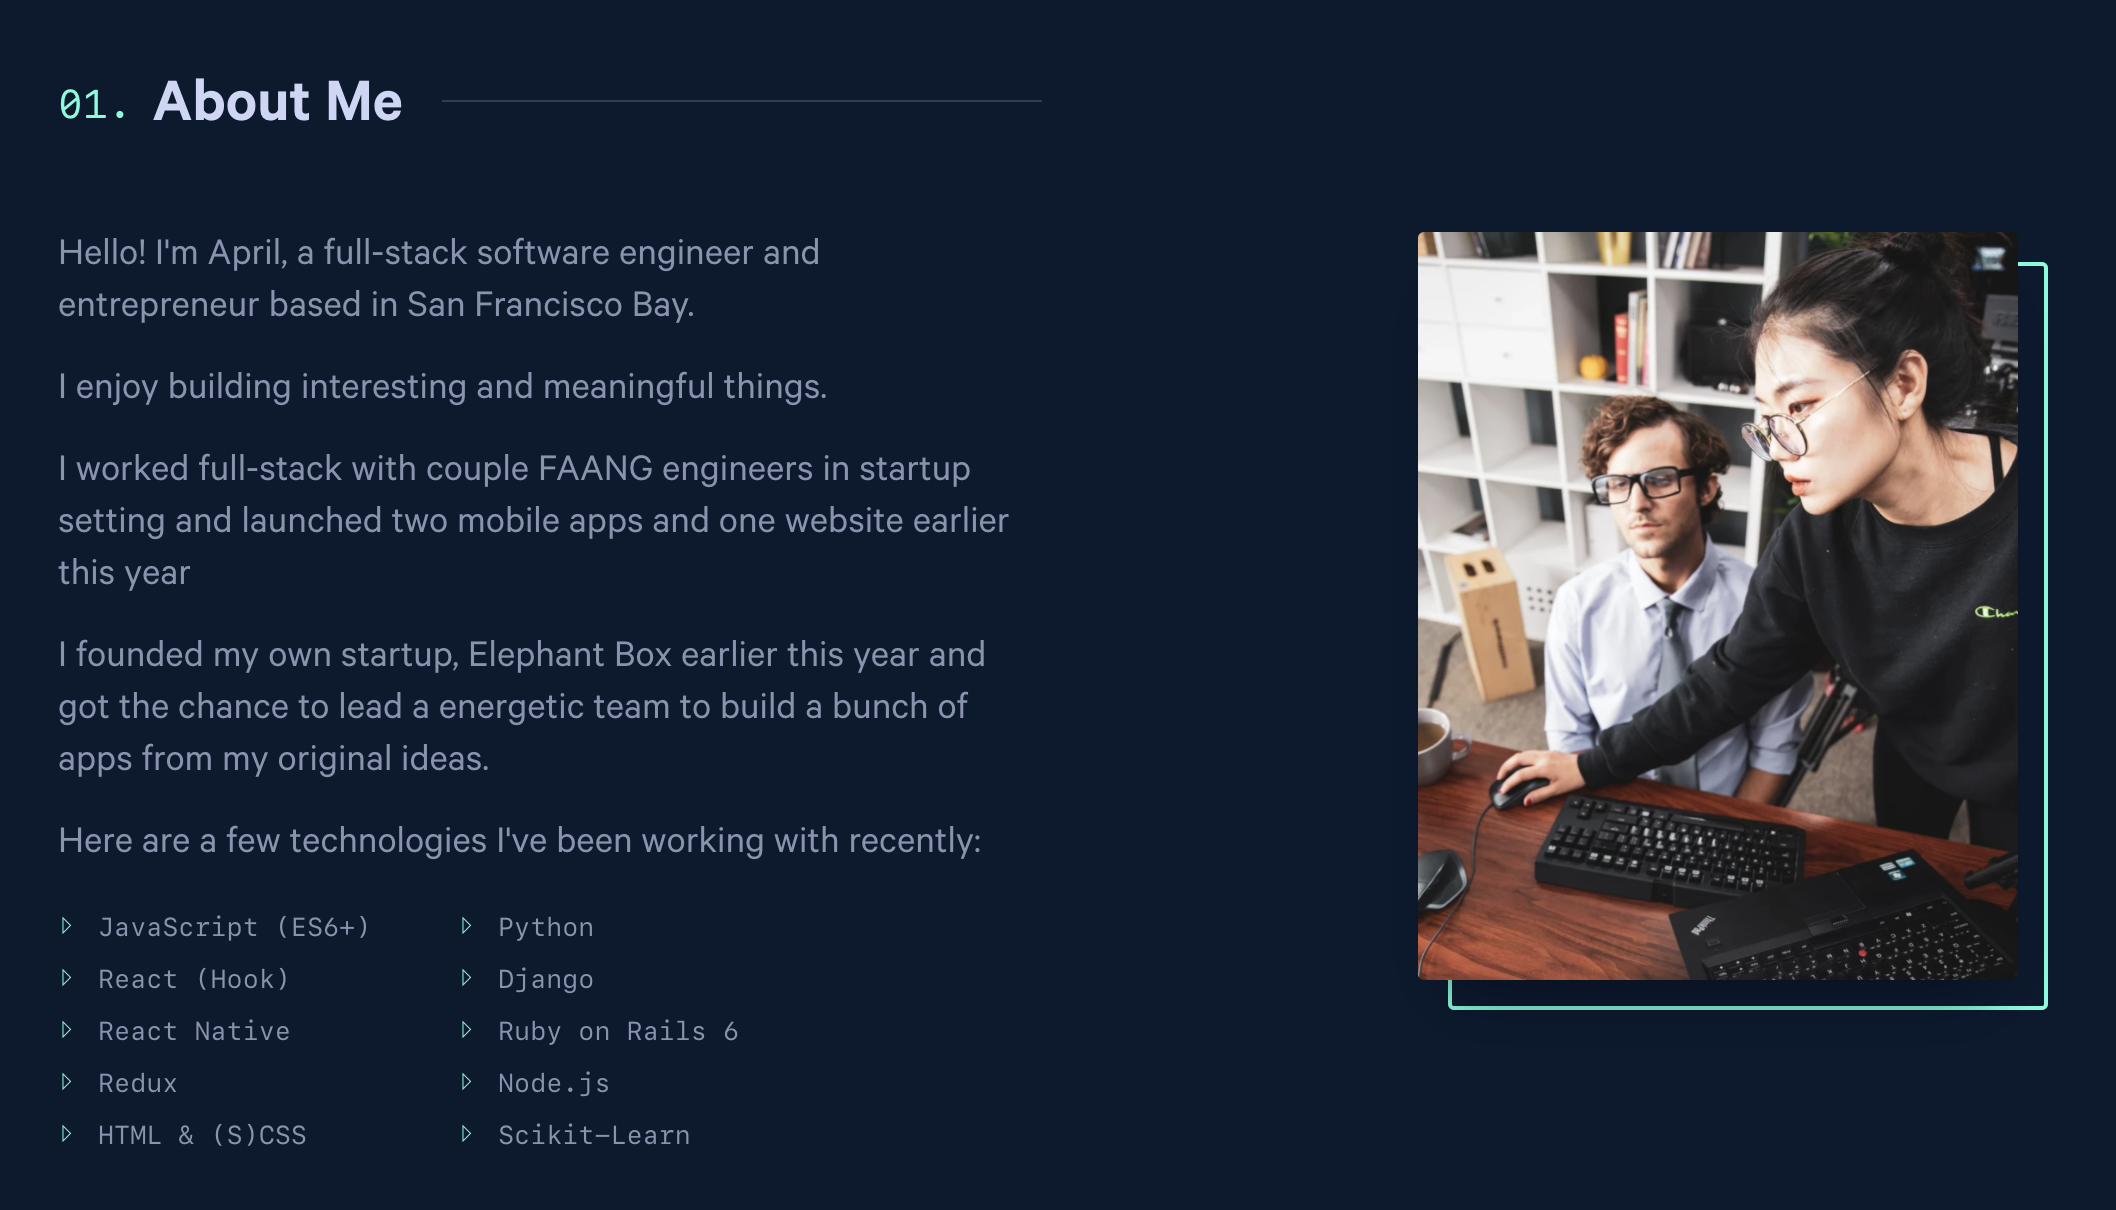 01. About Me
Hello! I'm April, a full-stack software engineer and
entrepreneur based in San Francisco Bay.
I enjoy building interesting and meaningful things.
I worked full-stack with couple FAANG engineers in startup
setting and launched two mobile apps and one website earlier
this year
I founded my own startup, Elephant Box earlier this year and
got the chance to lead a energetic team to build a bunch of
apps from my original ideas.
Here are a few technologies I've been working with recently:
JavaScript (ES6+)
Python
React (Hook)
Django
React Native
Ruby on Rails 6
Redux
Node.js
HTML & (S)CSS
Scikit-Learn
ThinkPad